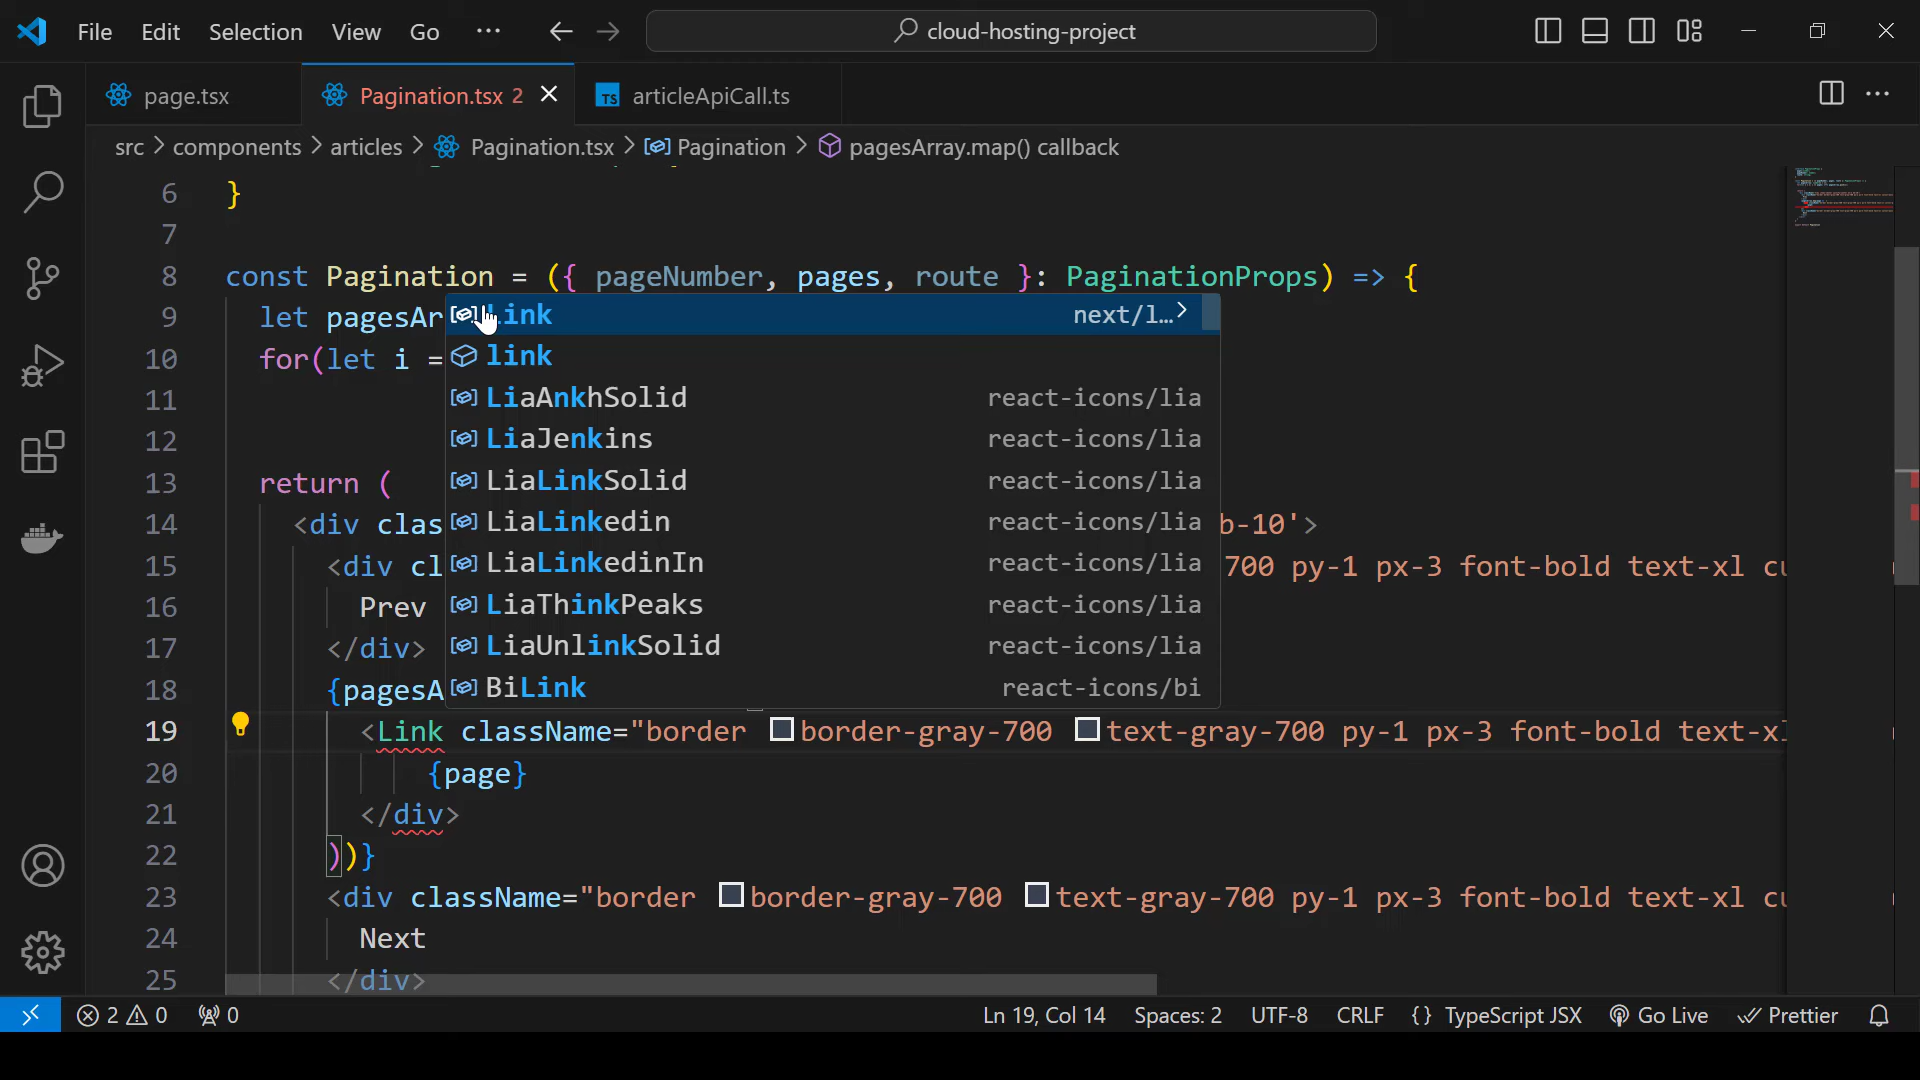 File Edit Selection View Go ··· cloud-hosting-project
page.tsx Pagination.tsx 2 articleApiCall.ts
src > components > articles > Pagination.tsx > Pagination > pagesArray.map() callback
6 }
7
8 const Pagination = ({ pageNumber, pages, route }: PaginationProps) => {
9 let pagesAr
Link next/l…
10 for(let i =
link
11
LiaAnkhSolid react-icons/lia
12
LiaJenkins react-icons/lia
13 return (
LiaLinkSolid react-icons/lia
14 <div clas b-10'>
LiaLinkedin react-icons/lia
15 <div cl 700 py-1 px-3 font-bold text-xl cu
LiaLinkedinIn react-icons/lia
16 Prev
LiaThinkPeaks react-icons/lia
17 </div>
LiaUnlinkSolid react-icons/lia
18 {pagesA
BiLink react-icons/bi
19 <Link className="border border-gray-700 text-gray-700 py-1 px-3 font-bold text-xl
20 {page}
21 </div>
22 ))}
23 <div className="border border-gray-700 text-gray-700 py-1 px-3 font-bold text-xl cu
24 Next
25 </div>
2 0 0 Ln 19, Col 14 Spaces: 2 UTF-8 CRLF {} TypeScript JSX Go Live Prettier